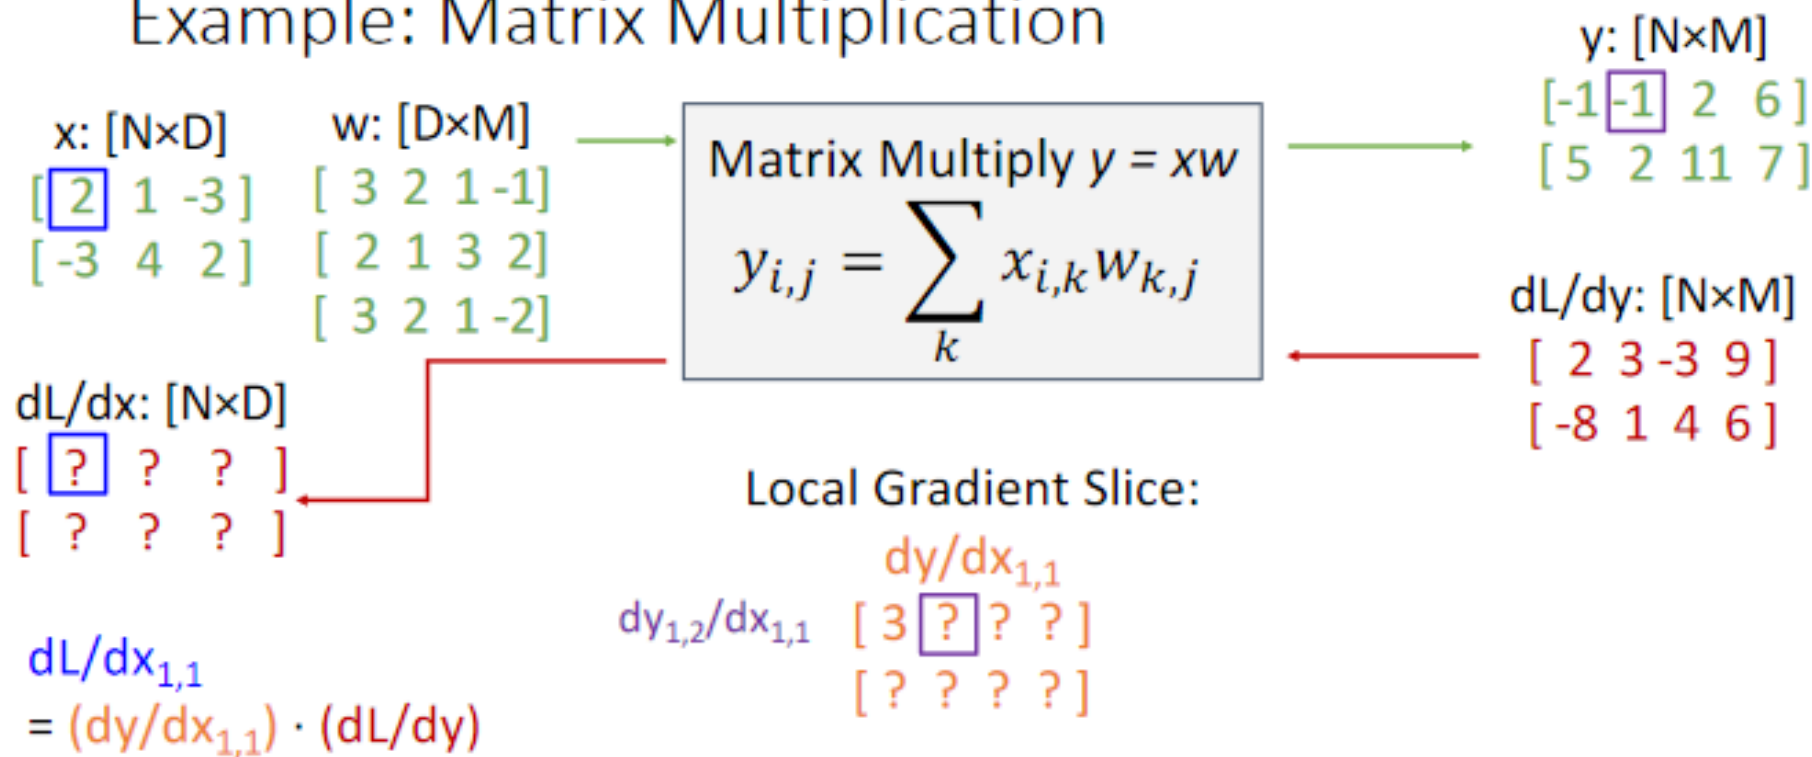 Example: Matrix Multiplication
x: [N×D]
[ 2 1 -3 ]
[ -3 4 2 ]
w: [D×M]
[ 3 2 1 -1]
[ 2 1 3 2]
[ 3 2 1 -2]
Matrix Multiply y = xw
y_{i,j} = ∑_k x_{i,k} w_{k,j}
y: [N×M]
[-1 -1 2 6 ]
[ 5 2 11 7 ]
dL/dy: [N×M]
[ 2 3 -3 9 ]
[ -8 1 4 6 ]
dL/dx: [N×D]
[ ? ? ? ]
[ ? ? ? ]
Local Gradient Slice:
dy/dx_{1,1}
dy_{1,2}/dx_{1,1} [ 3 ? ? ? ]
[ ? ? ? ? ]
dL/dx_{1,1}
= (dy/dx_{1,1}) · (dL/dy)